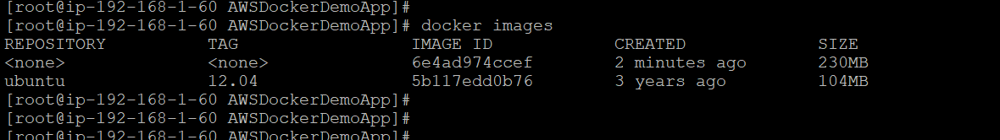 [root@ip-192-168-1-60 AWSDockerDemoApp]#
[root@ip-192-168-1-60 AWSDockerDemoApp]# docker images
REPOSITORY TAG IMAGE ID CREATED SIZE
<none> <none> 6e4ad974ccef 2 minutes ago 230MB
ubuntu 12.04 5b117edd0b76 3 years ago 104MB
[root@ip-192-168-1-60 AWSDockerDemoApp]#
[root@ip-192-168-1-60 AWSDockerDemoApp]#
[root@ip-192-168-1-60 AWSDockerDemoApp]#